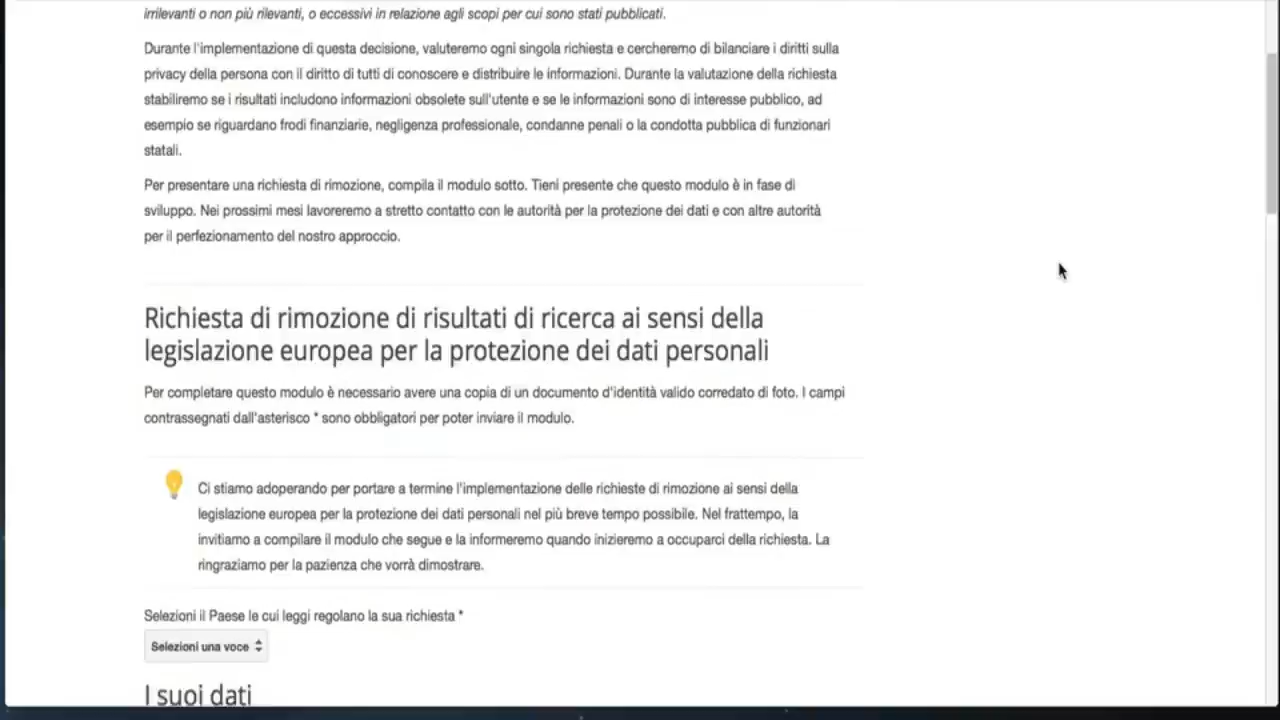 irrilevanti o non più rilevanti, o eccessivi in relazione agli scopi per cui sono stati pubblicati.
Durante l'implementazione di questa decisione, valuteremo ogni singola richiesta e cercheremo di bilanciare i diritti sulla
privacy della persona con il diritto di tutti di conoscere e distribuire le informazioni. Durante la valutazione della richiesta
stabiliremo se i risultati includono informazioni obsolete sull'utente e se le informazioni sono di interesse pubblico, ad
esempio se riguardano frodi finanziarie, negligenza professionale, condanne penali o la condotta pubblica di funzionari
statali.
Per presentare una richiesta di rimozione, compila il modulo sotto. Tieni presente che questo modulo è in fase di
sviluppo. Nei prossimi mesi lavoreremo a stretto contatto con le autorità per la protezione dei dati e con altre autorità
per il perfezionamento del nostro approccio.
Richiesta di rimozione di risultati di ricerca ai sensi della
legislazione europea per la protezione dei dati personali
Per completare questo modulo è necessario avere una copia di un documento d'identità valido corredato di foto. I campi
contrassegnati dall'asterisco * sono obbligatori per poter inviare il modulo.
Ci stiamo adoperando per portare a termine l'implementazione delle richieste di rimozione ai sensi della
legislazione europea per la protezione dei dati personali nel più breve tempo possibile. Nel frattempo, la
invitiamo a compilare il modulo che segue e la informeremo quando inizieremo a occuparci della richiesta. La
ringraziamo per la pazienza che vorrà dimostrare.
Selezioni il Paese le cui leggi regolano la sua richiesta *
Selezioni una voce
I suoi dati